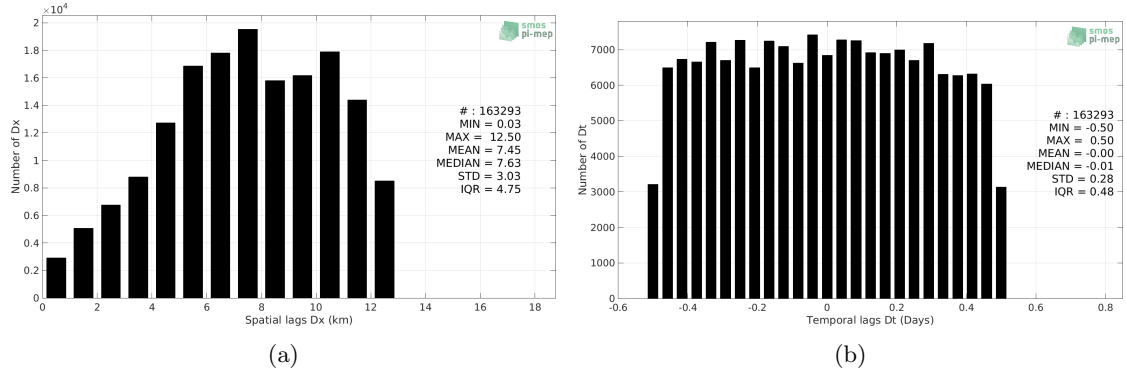 ×10⁴
2
1.8
1.6
1.4
1.2
1
0.8
0.6
0.4
0.2
0
Number of Dx
0 2 4 6 8 10 12 14 16 18
Spatial lags Dx (km)
smos
pi-mep
# : 163293
MIN = 0.03
MAX = 12.50
MEAN = 7.45
MEDIAN = 7.63
STD = 3.03
IQR = 4.75
(a)
7000
6000
5000
4000
3000
2000
1000
0
Number of Dt
-0.6 -0.4 -0.2 0 0.2 0.4 0.6 0.8
Temporal lags Dt (Days)
smos
pi-mep
# : 163293
MIN = -0.50
MAX = 0.50
MEAN = -0.00
MEDIAN = -0.01
STD = 0.28
IQR = 0.48
(b)